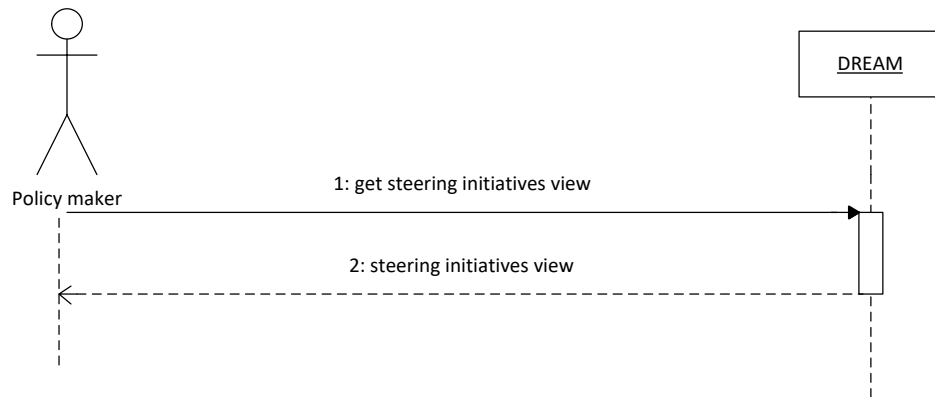 DREAM
1: get steering initiatives view
Policy maker
2: steering initiatives view